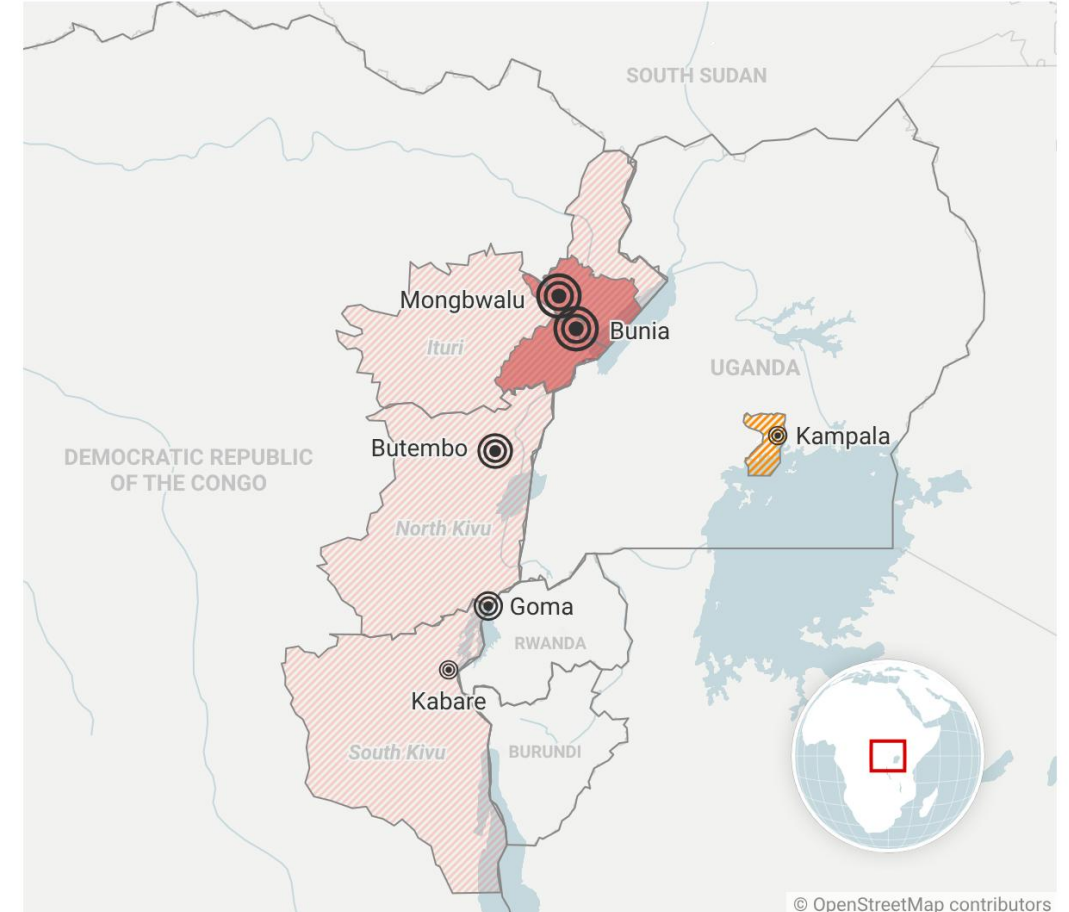 SOUTH SUDAN
Mongbwalu
Bunia
Ituri
UGANDA
Kampala
Butembo
DEMOCRATIC REPUBLIC
OF THE CONGO
North Kivu
Goma
RWANDA
Kabare
South Kivu
BURUNDI
© OpenStreetMap contributors